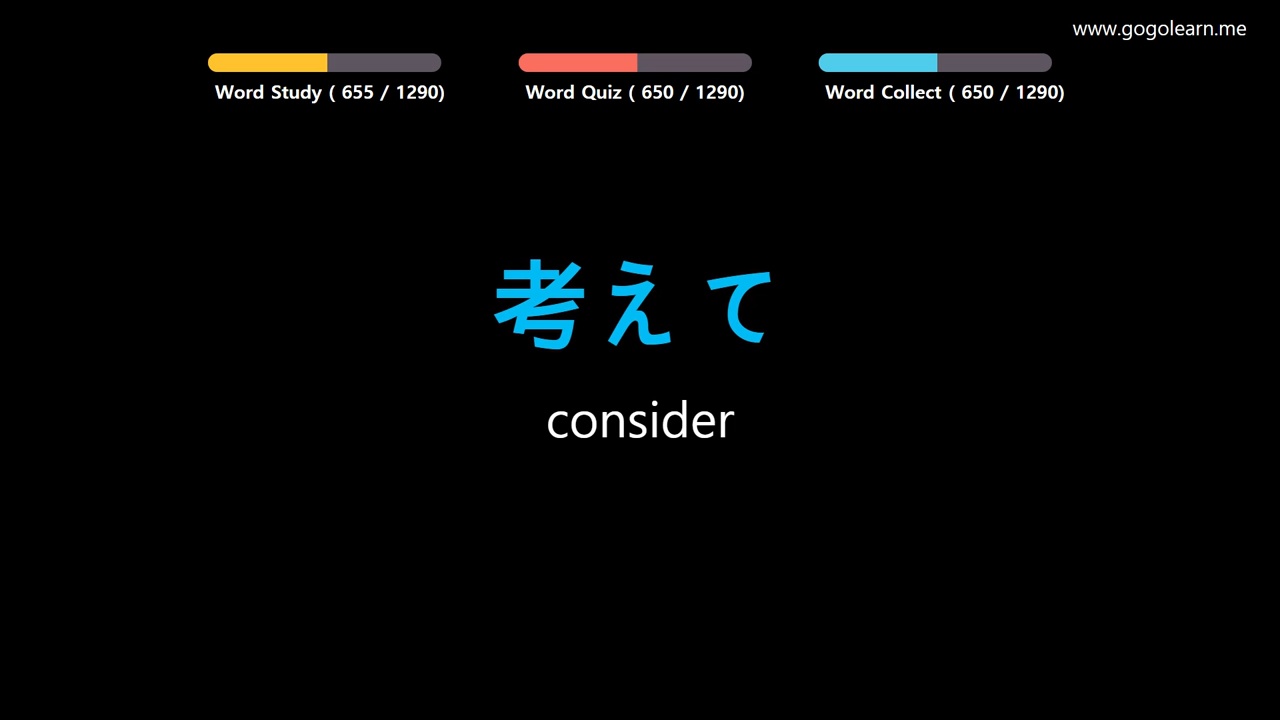 www.gogolearn.me
Word Study ( 655 / 1290)
Word Quiz ( 650 / 1290)
Word Collect ( 650 / 1290)
考えて
consider